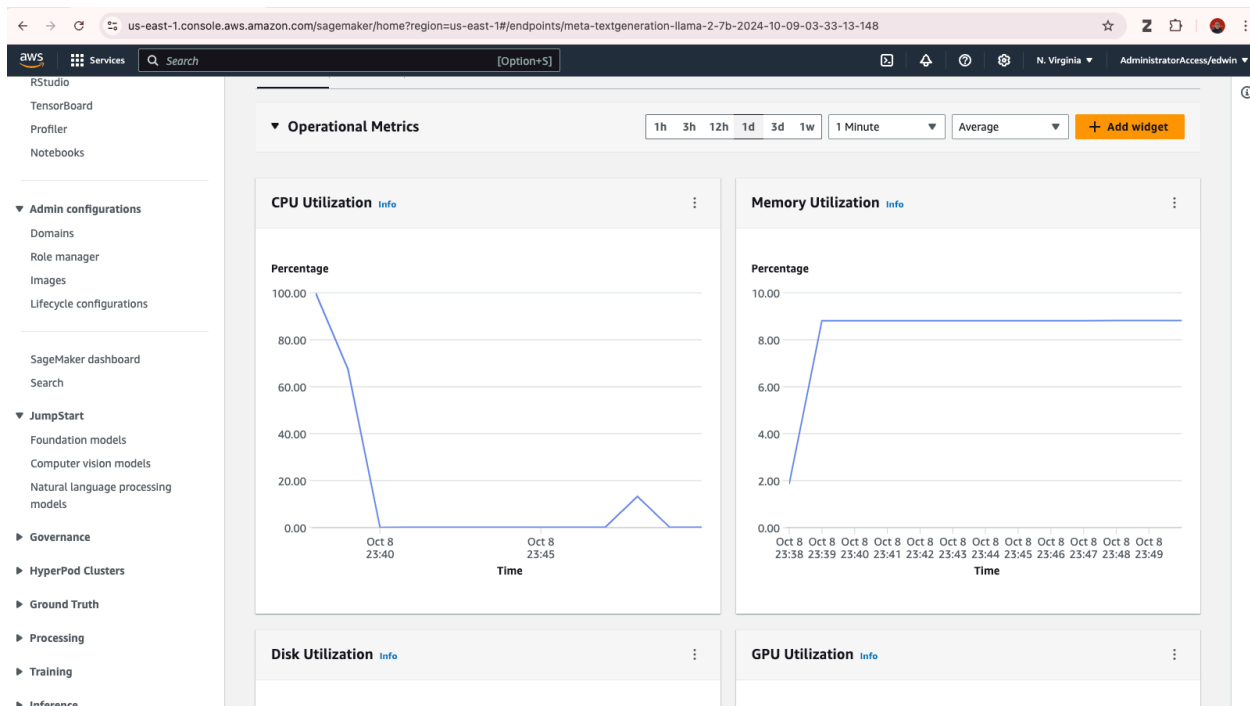 us-east-1.console.aws.amazon.com/sagemaker/home?region=us-east-1#/endpoints/meta-textgeneration-llama-2-7b-2024-10-09-03-33-13-148
aws Services Search [Option+S] N. Virginia ▼ AdministratorAccess/edwin ▼
RStudio
TensorBoard
Profiler
Notebooks
Admin configurations
Domains
Role manager
Images
Lifecycle configurations
SageMaker dashboard
Search
JumpStart
Foundation models
Computer vision models
Natural language processing
models
Governance
HyperPod Clusters
Ground Truth
Processing
Training
Inference
Operational Metrics 1h 3h 12h 1d 3d 1w 1 Minute Average + Add widget
CPU Utilization Info
Percentage
100.00
80.00
60.00
40.00
20.00
0.00
Oct 8 Oct 8
23:40 23:45
Time
Memory Utilization Info
Percentage
10.00
8.00
6.00
4.00
2.00
0.00
Oct 8 Oct 8 Oct 8 Oct 8 Oct 8 Oct 8 Oct 8 Oct 8 Oct 8 Oct 8 Oct 8 Oct 8
23:38 23:39 23:40 23:41 23:42 23:43 23:44 23:45 23:46 23:47 23:48 23:49
Time
Disk Utilization Info
GPU Utilization Info